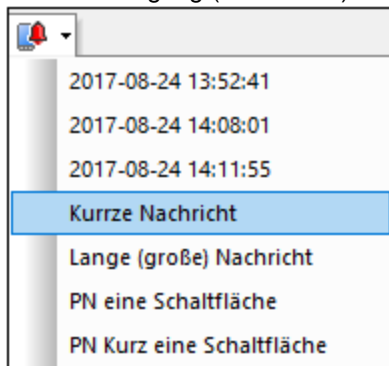 2017-08-24 13:52:41
2017-08-24 14:08:01
2017-08-24 14:11:55
Kurrze Nachricht
Lange (große) Nachricht
PN eine Schaltfläche
PN Kurz eine Schaltfläche